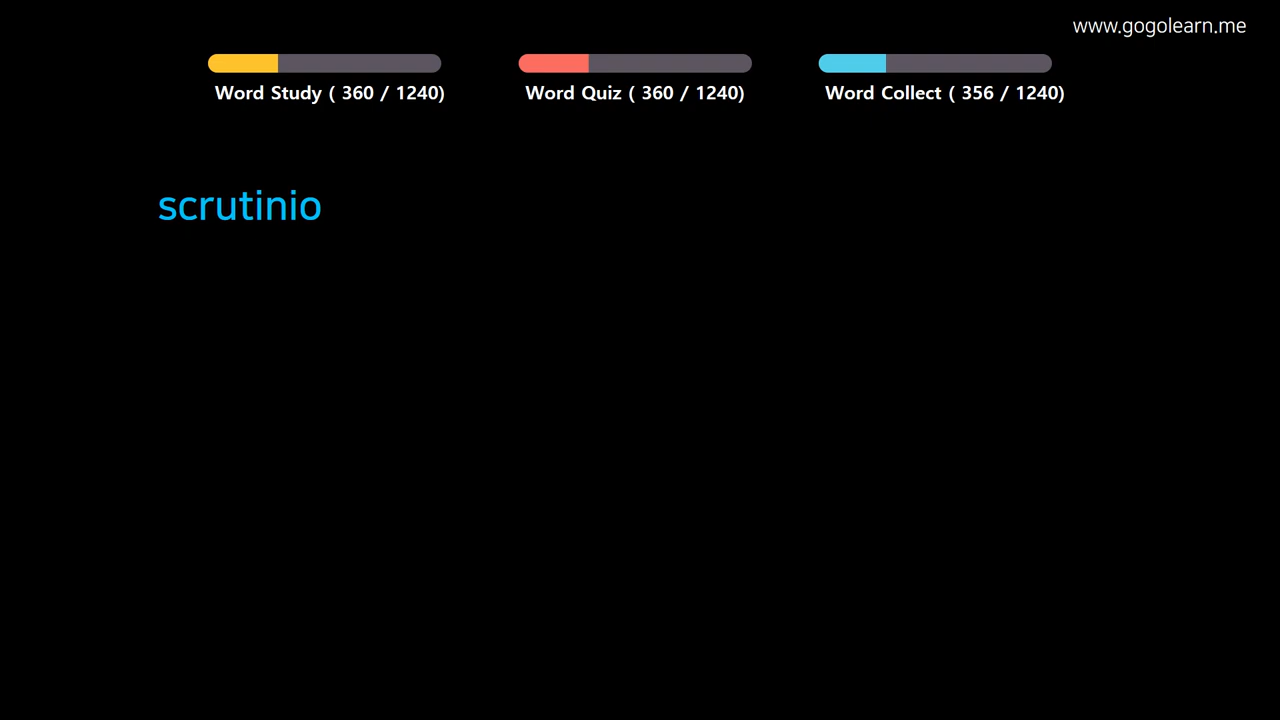 www.gogolearn.me
Word Study ( 360 / 1240)
Word Quiz ( 360 / 1240)
Word Collect ( 356 / 1240)
scrutinio